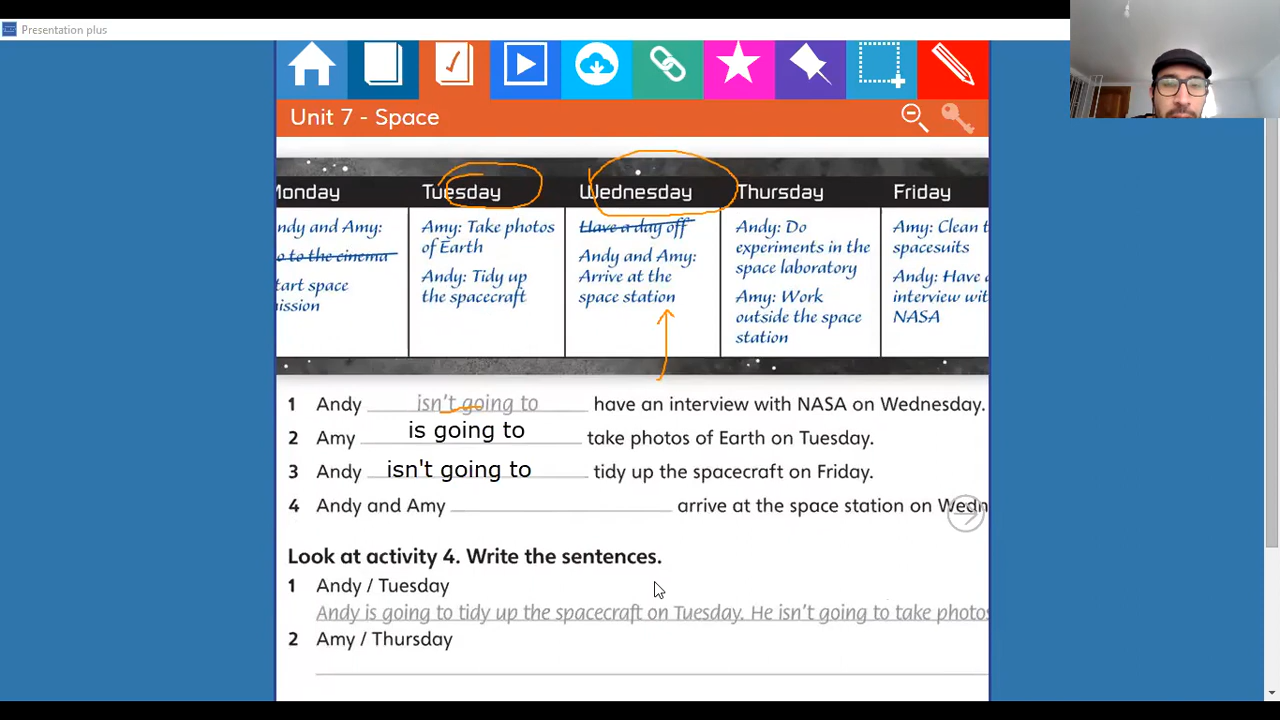 Presentation plus
Unit 7 - Space
Monday Tuesday Wednesday Thursday Friday
ndy and Amy:
o to the cinema
tart space
ission
Amy: Take photos
of Earth
Andy: Tidy up
the spacecraft
Have a day off
Andy and Amy:
Arrive at the
space station
Andy: Do
experiments in the
space laboratory
Amy: Work
outside the space
station
Amy: Clean t
spacesuits
Andy: Have a
interview wit
NASA
1 Andy isn't going to have an interview with NASA on Wednesday.
2 Amy is going to take photos of Earth on Tuesday.
3 Andy isn't going to tidy up the spacecraft on Friday.
4 Andy and Amy arrive at the space station on Wedn
Look at activity 4. Write the sentences.
1 Andy / Tuesday
Andy is going to tidy up the spacecraft on Tuesday. He isn't going to take photos
2 Amy / Thursday